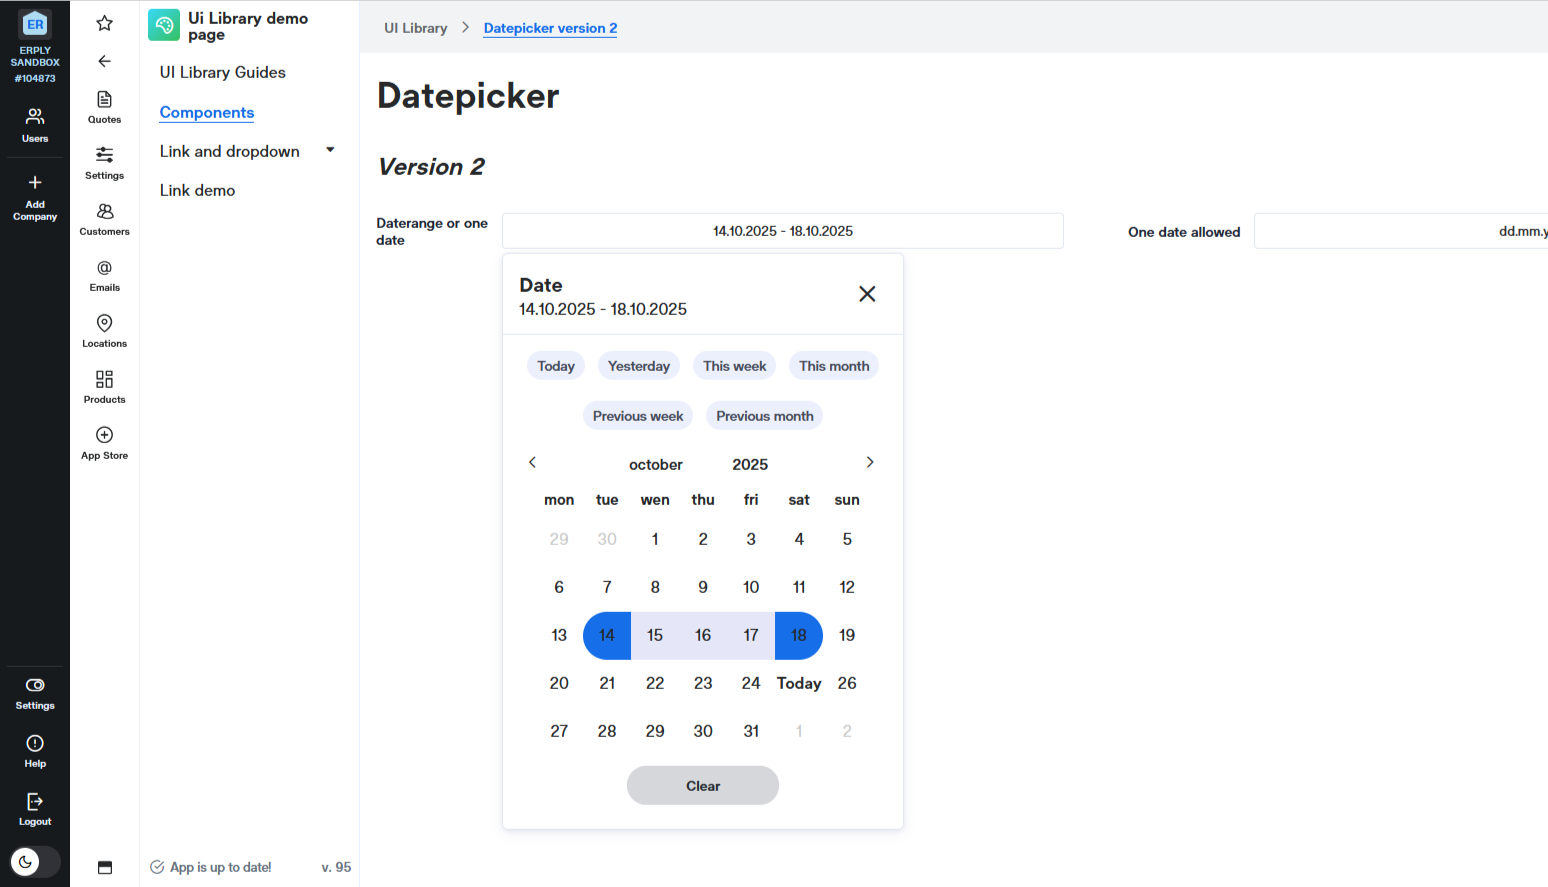 ER
ERPLY
SANDBOX
#104873
Users
Add
Company
Settings
Help
Logout
Quotes
Settings
Customers
@
Emails
Locations
Products
App Store
Ui Library demo
page
UI Library Guides
Components
Link and dropdown
Link demo
App is up to date! v. 95
UI Library > Datepicker version 2
Datepicker
Version 2
Daterange or one
date
14.10.2025 - 18.10.2025
One date allowed
dd.mm.y
Date
14.10.2025 - 18.10.2025
Today Yesterday This week This month
Previous week Previous month
october 2025
mon tue wen thu fri sat sun
29 30 1 2 3 4 5
6 7 8 9 10 11 12
13 14 15 16 17 18 19
20 21 22 23 24 Today 26
27 28 29 30 31 1 2
Clear